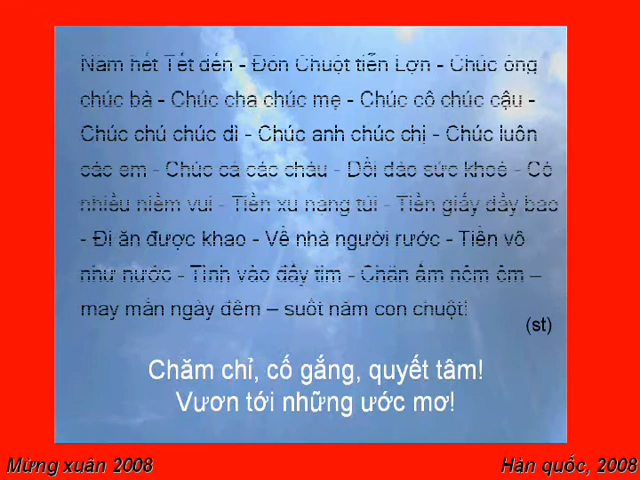 Năm hết Tết đến - Đón Chuột tiễn Lợn - Chúc ông
chúc bà - Chúc cha chúc mẹ - Chúc cô chúc cậu -
Chúc chú chúc dì - Chúc anh chúc chị - Chúc luôn
các em - Chúc cả các cháu - Dồi dào sức khoẻ - Có
nhiều niềm vui - Tiền xu nặng túi - Tiền giấy đầy bao
- Đi ăn được khao - Về nhà người rước - Tiền vô
như nước - Tình vào đầy tim - Chăn ấm nệm êm –
may mắn ngày đêm – suốt năm con chuột!
(st)
Chăm chỉ, cố gắng, quyết tâm!
Vươn tới những ước mơ!
Mừng xuân 2008
Hàn quốc, 2008